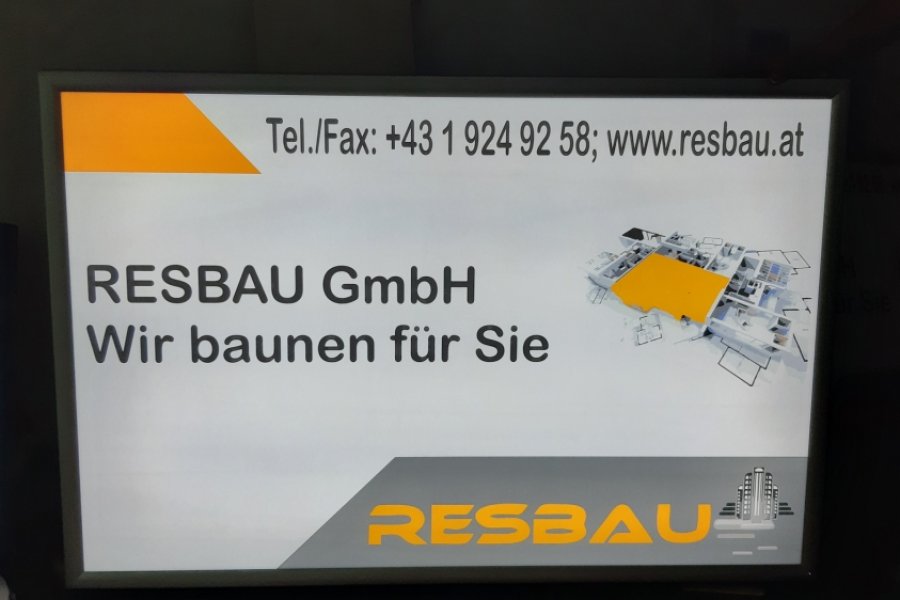 Tel./Fax: +43 1 924 92 58; www.resbau.at
RESBAU GmbH
Wir baunen für Sie
RESBAU